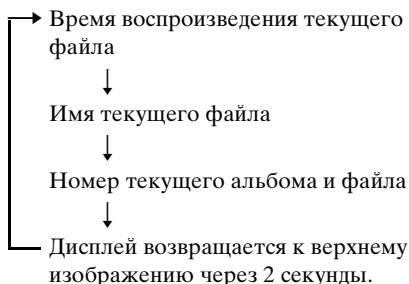 Время воспроизведения текущего
файла
Имя текущего файла
Номер текущего альбома и файла
Дисплей возвращается к верхнему
изображению через 2 секунды.